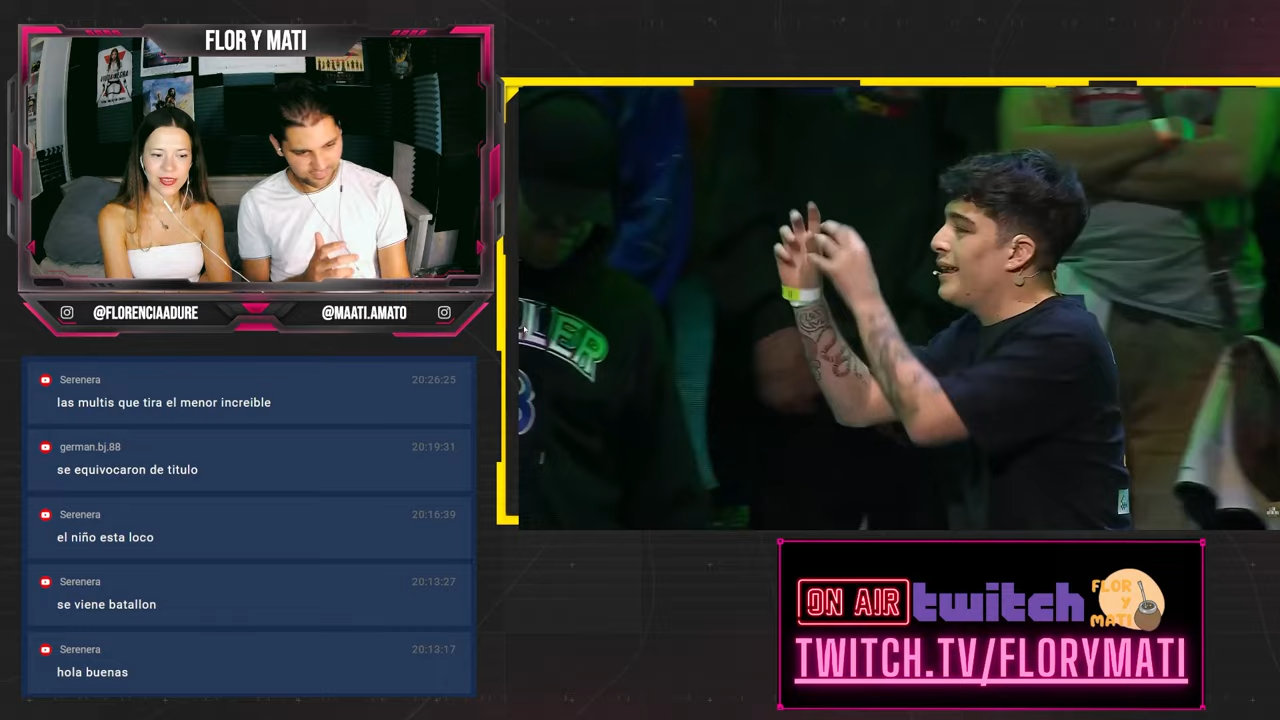 FLOR Y MATI
@FLORENCIAADURE
@MAATI.AMATO
Serenera 20:26:25
las multis que tira el menor increible
german.bj.88 20:19:31
se equivocaron de titulo
Serenera 20:16:39
el niño esta loco
Serenera 20:13:27
se viene batallon
Serenera 20:13:17
hola buenas
LER
ON AIR
twitch
FLOR
Y
MATI
TWITCH.TV/FLORYMATI